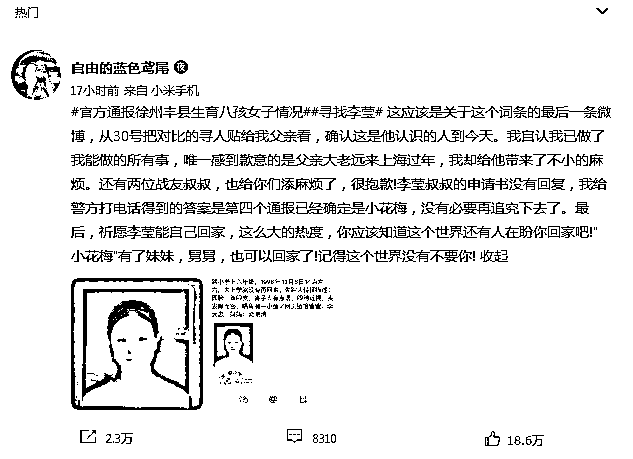 热门
自由的蓝色鸢尾
17小时前 来自 小米手机
#官方通报徐州丰县生育八孩女子情况##寻找李莹# 这应该是关于这个词条的最后一条微
博，从30号把对比的寻人贴给我父亲看，确认这是他认识的人到今天。我自认我已做了
我能做的所有事，唯一感到歉意的是父亲大老远来上海过年，我却给他带来了不小的麻
烦。还有两位战友叔叔，也给你们添麻烦了，很抱歉!李莹叔叔的申请书没有回复，我给
警方打电话得到的答案是第四个通报已经确定是小花梅，没有必要再追究下去了。最
后，祈愿李莹能自己回家，这么大的热度，你应该知道这个世界还有人在盼你回家吧!"
小花梅"有了妹妹，舅舅，也可以回家了!记得这个世界没有不要你! 收起
2.3万
8310
18.6万